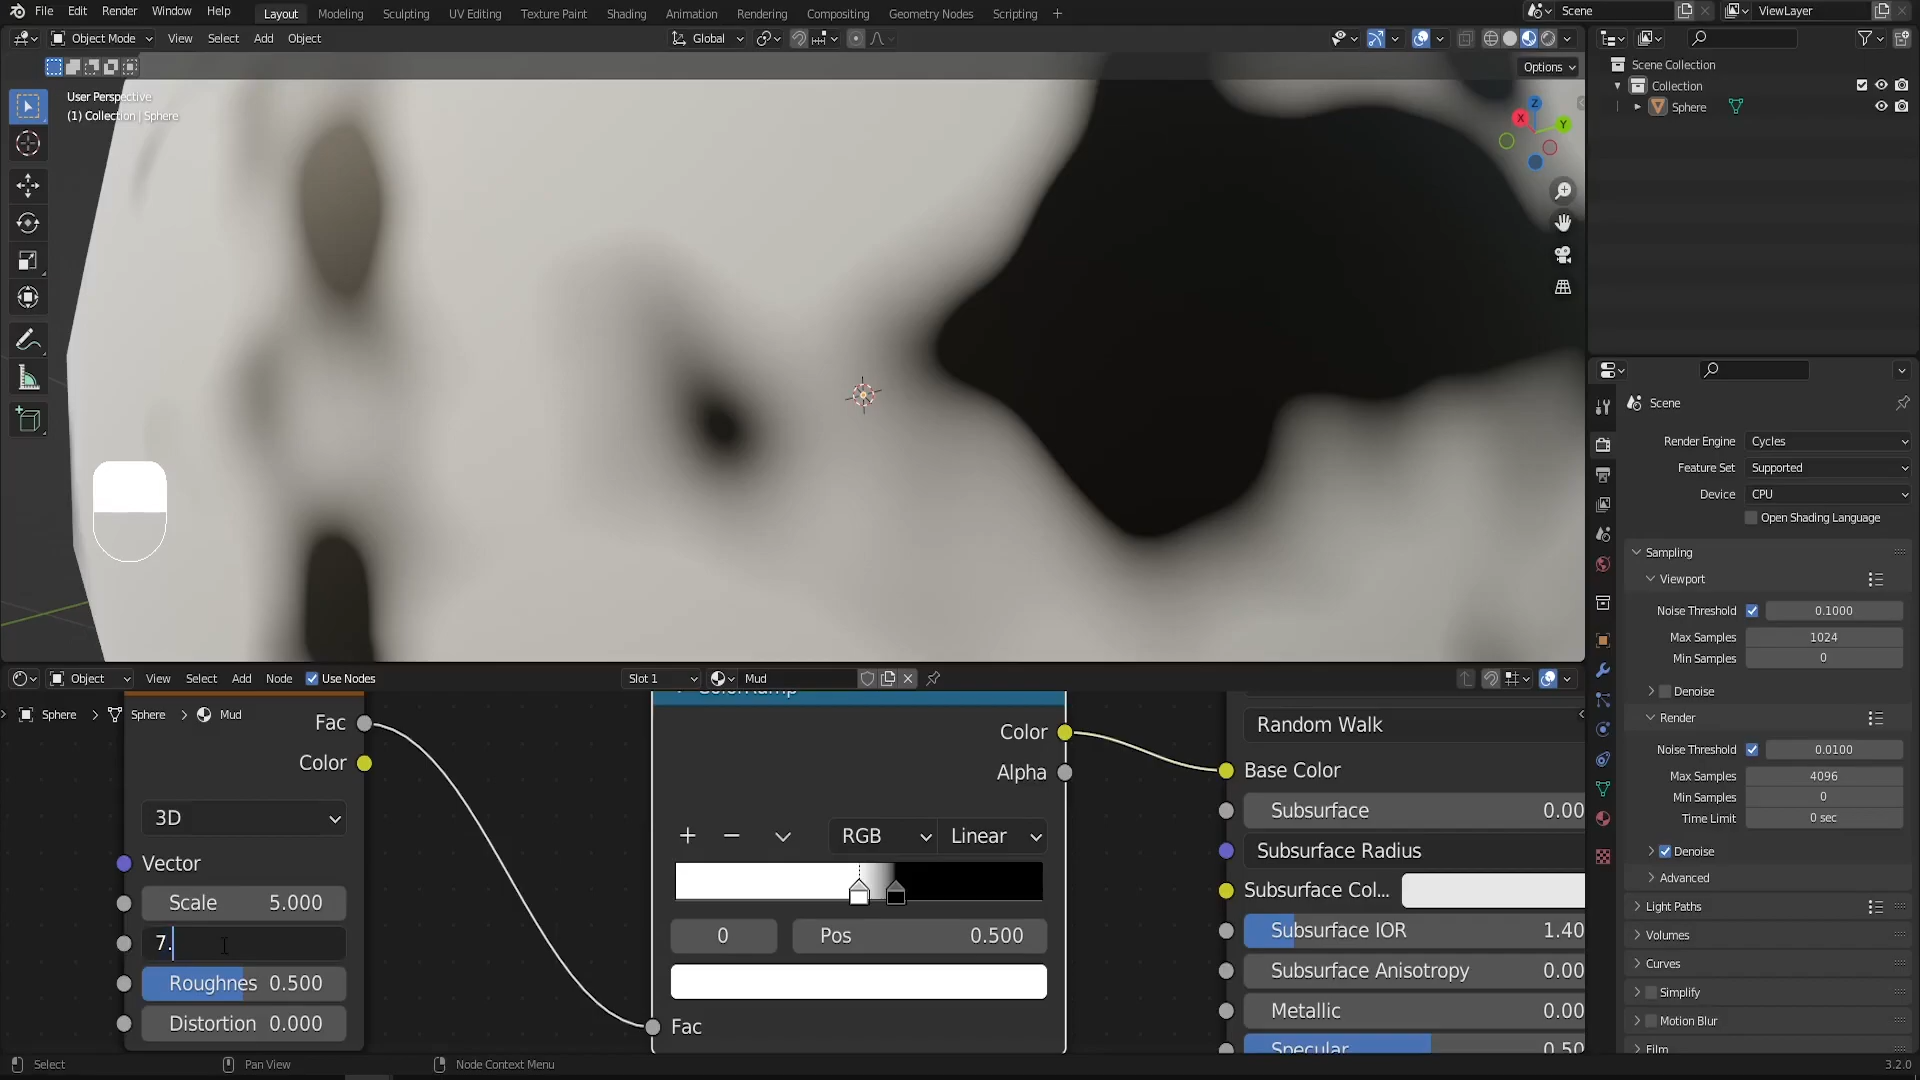 File Edit Render Window Help Layout Modeling Sculpting UV Editing Texture Paint Shading Animation Rendering Compositing Geometry Nodes Scripting + Scene ViewLayer
Object Mode View Select Add Object Global
Options
User Perspective
(1) Collection | Sphere
X Y Z
Scene Collection
Collection
Sphere
Scene
Render Engine Cycles
Feature Set Supported
Device CPU
Open Shading Language
Sampling
Viewport
Noise Threshold 0.1000
Max Samples 1024
Min Samples 0
Denoise
Render
Noise Threshold 0.0100
Max Samples 4096
Min Samples 0
Time Limit 0 sec
Denoise
Advanced
Light Paths
Volumes
Curves
Simplify
Motion Blur
Film
Object View Select Add Node Use Nodes Slot 1 Mud
Sphere Sphere Mud
Fac
Color
3D
Vector
Scale 5.000
7.
Roughnes 0.500
Distortion 0.000
ColorRamp
Color
Alpha
RGB Linear
0 Pos 0.500
Fac
Random Walk
Base Color
Subsurface 0.00
Subsurface Radius
Subsurface Col...
Subsurface IOR 1.40
Subsurface Anisotropy 0.00
Metallic 0.00
Specular 0.50
Select Pan View Node Context Menu 3.2.0